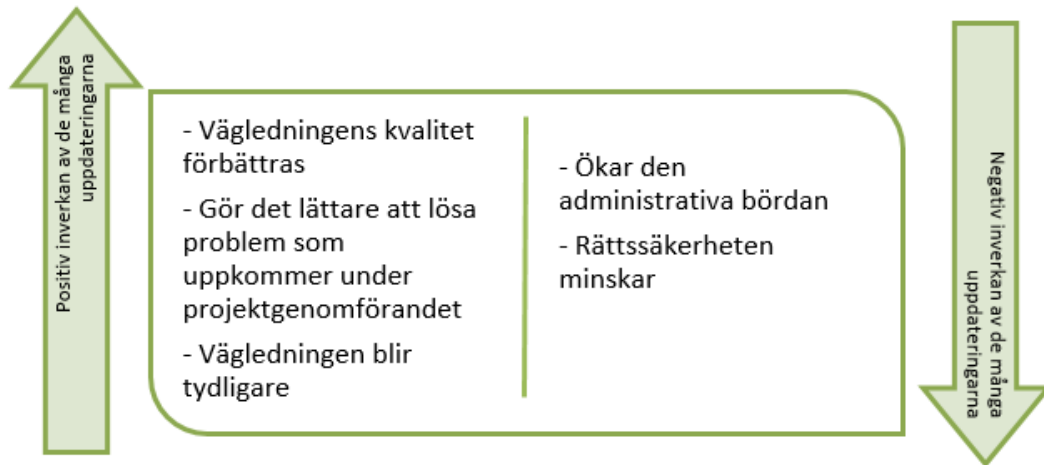 Positiv inverkan av de många
uppdateringarna
- Vägledningens kvalitet
förbättras
- Gör det lättare att lösa
problem som
uppkommer under
projektgenomförandet
- Vägledningen blir
tydligare
- Ökar den
administrativa bördan
- Rättssäkerheten
minskar
Negativ inverkan av de många
uppdateringarna